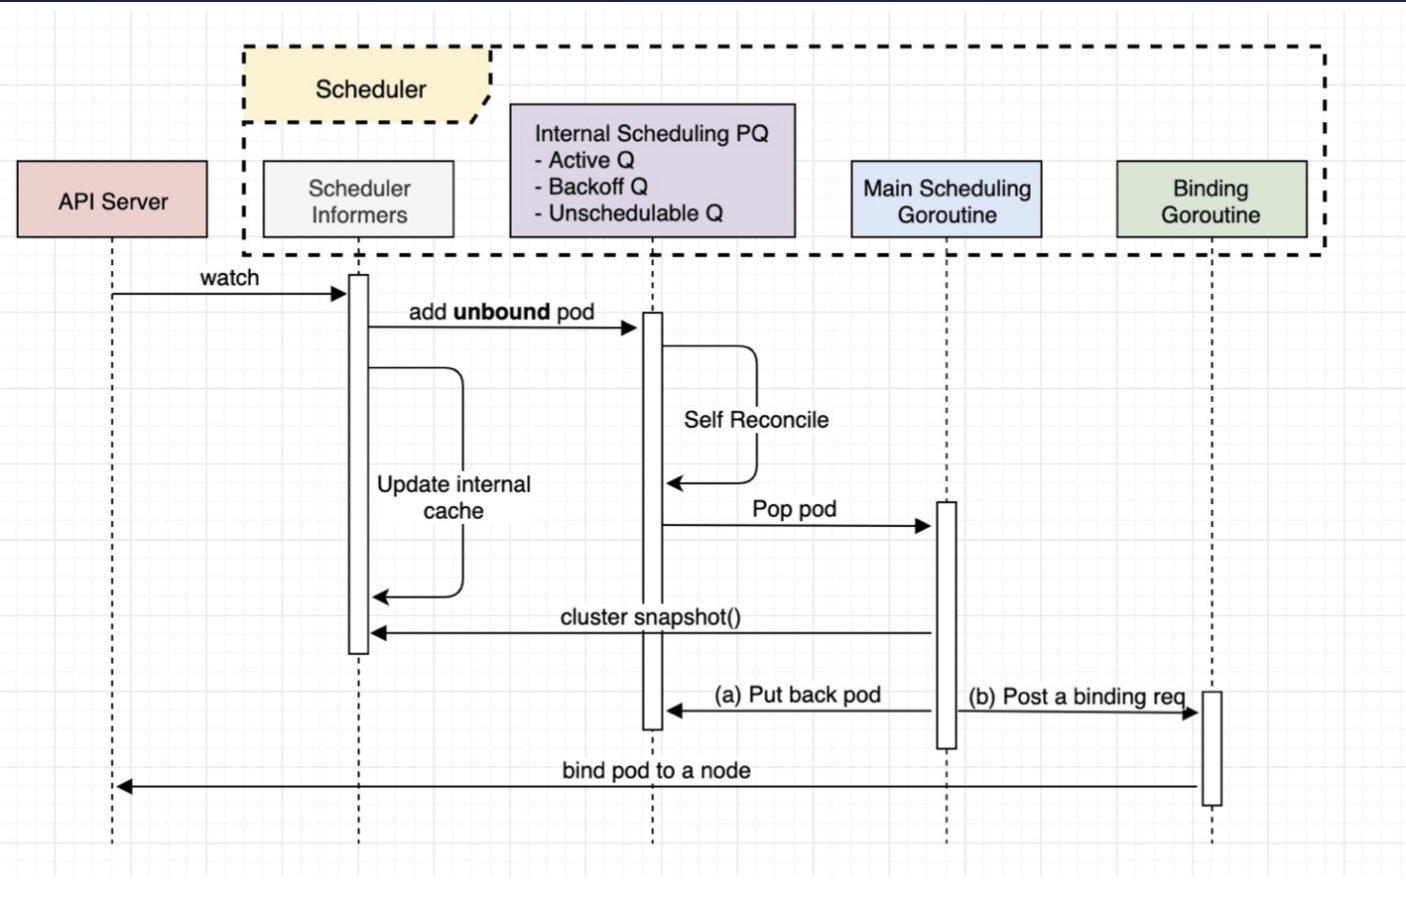 Scheduler
Internal Scheduling PQ
- Active Q
- Backoff Q
- Unschedulable Q
API Server
Scheduler
Informers
Main Scheduling
Goroutine
Binding
Goroutine
watch
add unbound pod
Self Reconcile
Update internal
cache
Pop pod
cluster snapshot()
(a) Put back pod
(b) Post a binding req
bind pod to a node